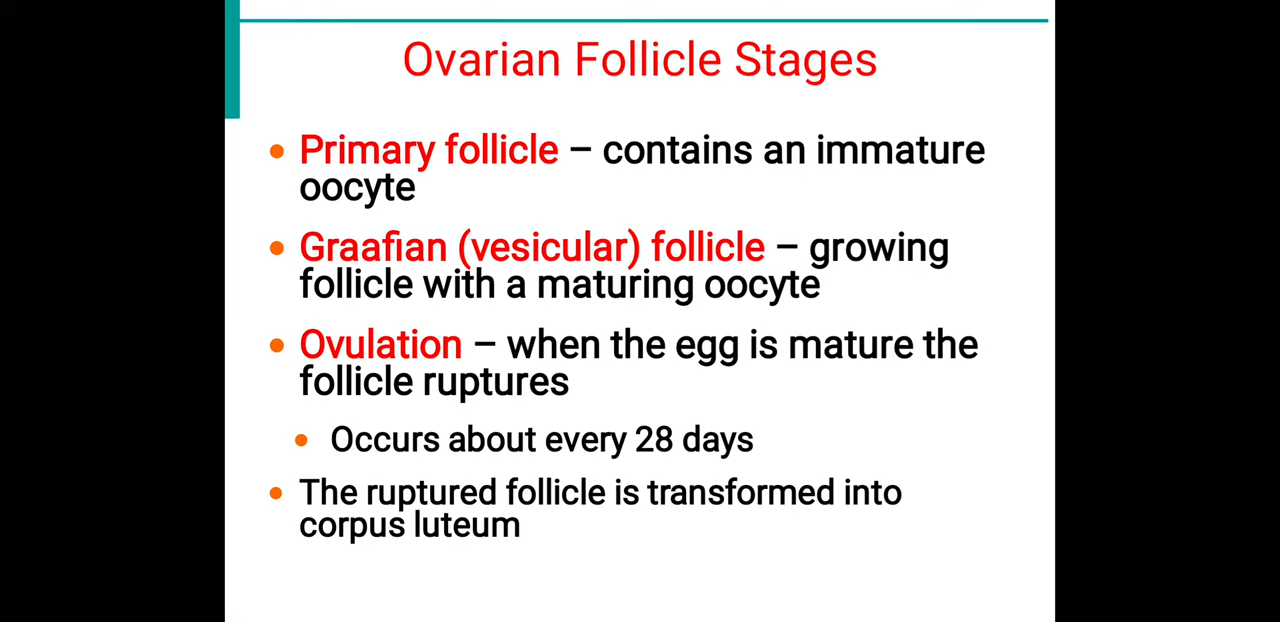 Ovarian Follicle Stages
• Primary follicle – contains an immature
oocyte
• Graafian (vesicular) follicle – growing
follicle with a maturing oocyte
• Ovulation – when the egg is mature the
follicle ruptures
• Occurs about every 28 days
• The ruptured follicle is transformed into
corpus luteum